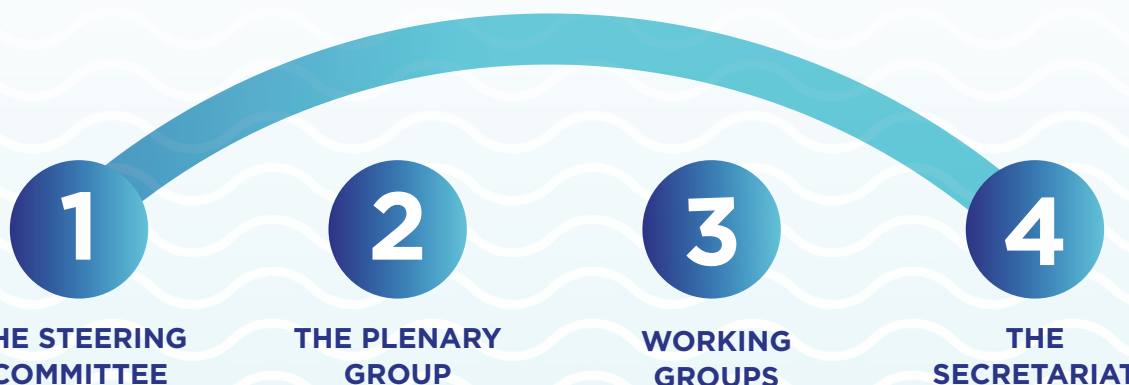 1
2
3
4
HE STEERING
COMMITTEE
THE PLENARY
GROUP
WORKING
GROUPS
THE
SECRETARIAT